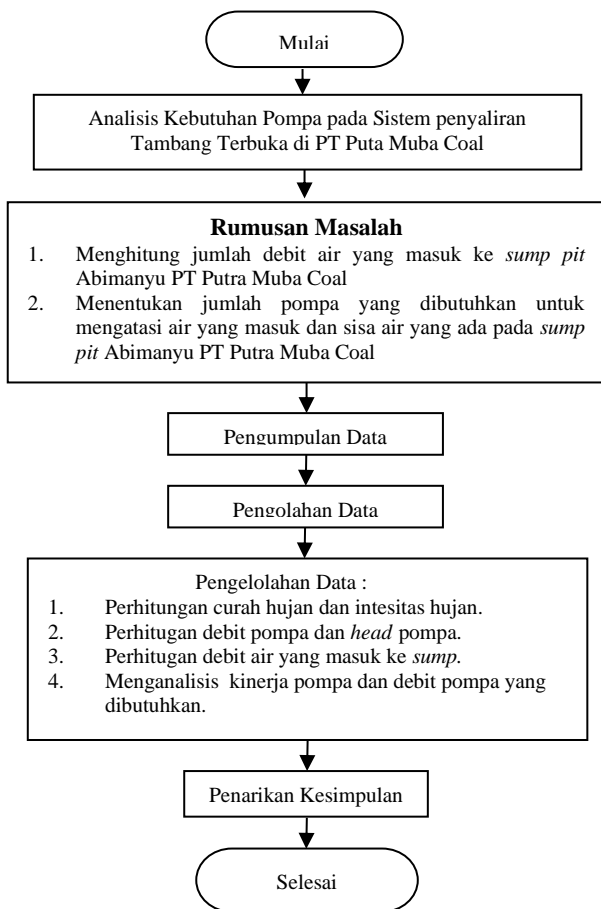 Mulai
Analisis Kebutuhan Pompa pada Sistem penyaliran
Tambang Terbuka di PT Puta Muba Coal
Rumusan Masalah
1. Menghitung jumlah debit air yang masuk ke sump pit
Abimanyu PT Putra Muba Coal
2. Menentukan jumlah pompa yang dibutuhkan untuk
mengatasi air yang masuk dan sisa air yang ada pada sump
pit Abimanyu PT Putra Muba Coal
Pengumpulan Data
Pengolahan Data
Pengelolahan Data :
1. Perhitungan curah hujan dan intesitas hujan.
2. Perhitugan debit pompa dan head pompa.
3. Perhitugan debit air yang masuk ke sump.
4. Menganalisis kinerja pompa dan debit pompa yang
dibutuhkan.
Penarikan Kesimpulan
Selesai